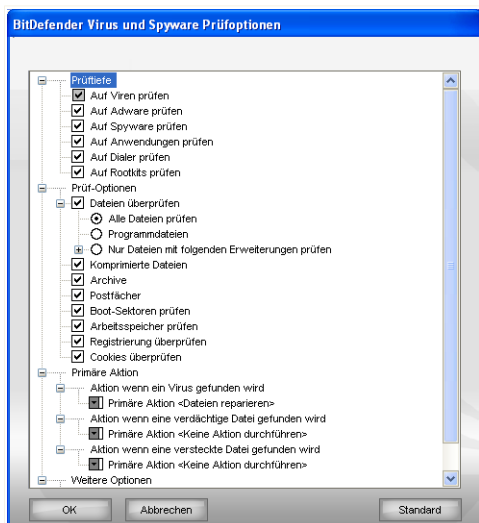 BitDefender Virus und Spyware Prüfoptionen
Prüftiefe
Auf Viren prüfen
Auf Adware prüfen
Auf Spyware prüfen
Auf Anwendungen prüfen
Auf Dialer prüfen
Auf Rootkits prüfen
Prüf-Optionen
Dateien überprüfen
Alle Dateien prüfen
Programmdateien
Nur Dateien mit folgenden Erweiterungen prüfen
Komprimierte Dateien
Archive
Postfächer
Boot-Sektoren prüfen
Arbeitsspeicher prüfen
Registrierung überprüfen
Cookies überprüfen
Primäre Aktion
Aktion wenn ein Virus gefunden wird
Primäre Aktion <Dateien reparieren>
Aktion wenn eine verdächtige Datei gefunden wird
Primäre Aktion <Keine Aktion durchführen>
Aktion wenn eine versteckte Datei gefunden wird
Primäre Aktion <Keine Aktion durchführen>
Weitere Optionen
OK Abbrechen Standard